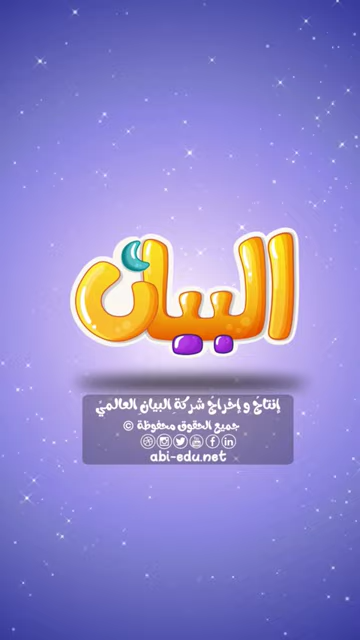 البيان
إنتاج و إخراج شركة البيان العالمي
جميع الحقوق محفوظة ©
abi-edu.net